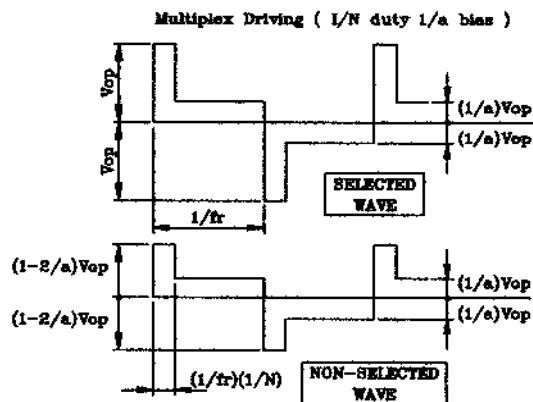 Multiplex Driving ( 1/N duty 1/a bias )
Vop
Vop
(1/a)Vop
(1/a)Vop
SELECTED
WAVE
1/fr
(1-2/a)Vop
(1-2/a)Vop
(1/a)Vop
(1/a)Vop
(1/fr)(1/N)
NON-SELECTED
WAVE